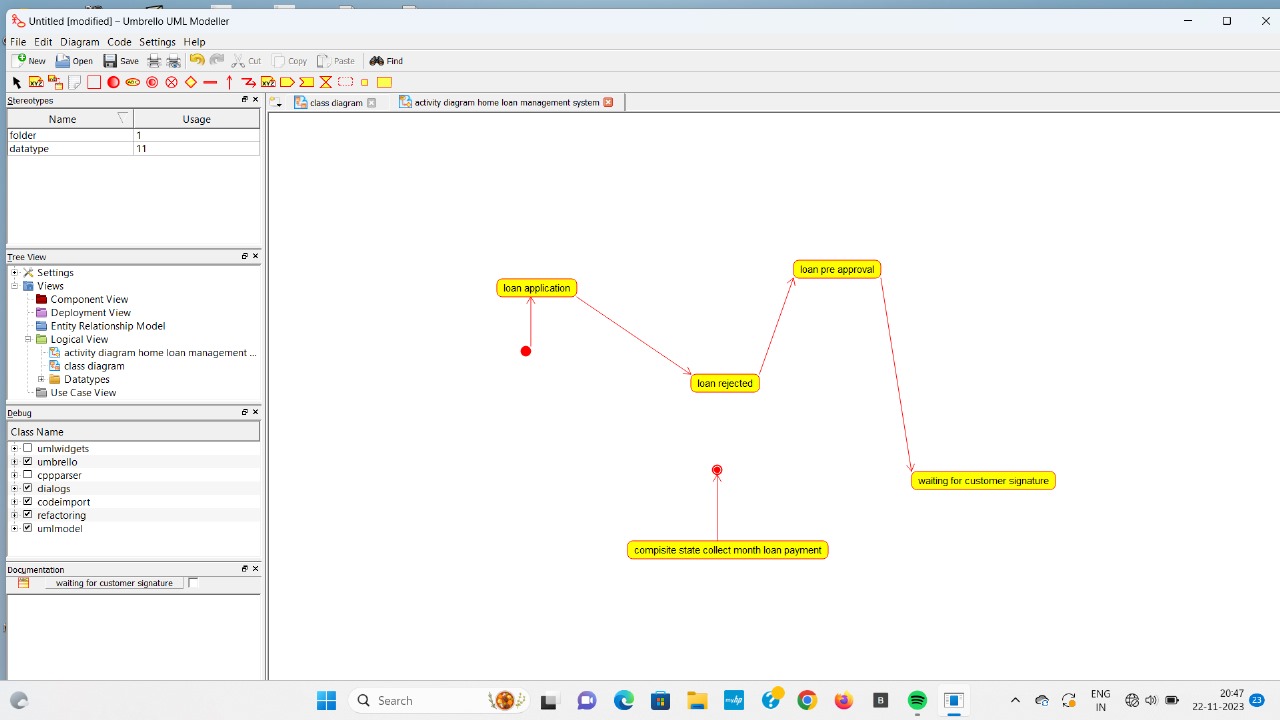 Untitled [modified] – Umbrello UML Modeller
File Edit Diagram Code Settings Help
New Open Save Cut Copy Paste Find
Stereotypes
class diagram activity diagram home loan management system
Name Usage
folder 1
datatype 11
Tree View
Settings
Views
Component View
Deployment View
Entity Relationship Model
Logical View
activity diagram home loan management ...
class diagram
Datatypes
Use Case View
Debug
Class Name
umlwidgets
umbrello
cppparser
dialogs
codeimport
refactoring
umlmodel
Documentation
waiting for customer signature
loan pre approval
loan application
loan rejected
waiting for customer signature
compisite state collect month loan payment
Search
myhp
B
ENG
IN
20:47
22-11-2023
23